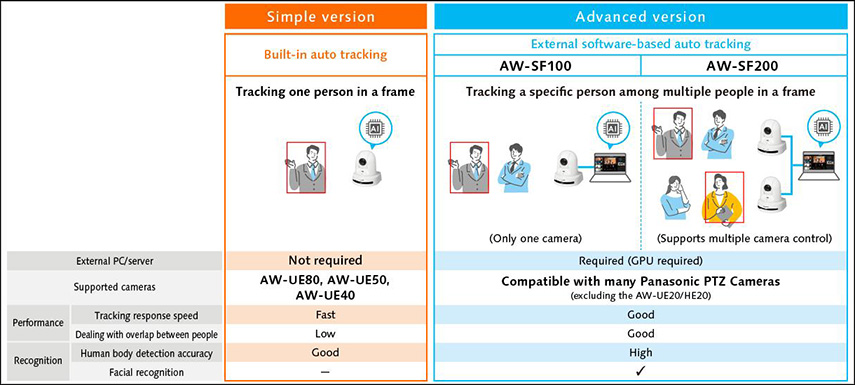 Simple version
Advanced version
Built-in auto tracking
External software-based auto tracking
AW-SF100
AW-SF200
Tracking one person in a frame
Tracking a specific person among multiple people in a frame
AI
AI
AI
(Only one camera)
(Supports multiple camera control)
External PC/server
Not required
Required (GPU required)
Supported cameras
AW-UE80, AW-UE50,
AW-UE40
Compatible with many Panasonic PTZ Cameras
(excluding the AW-UE20/HE20)
Performance
Tracking response speed
Fast
Good
Dealing with overlap between people
Low
Good
Recognition
Human body detection accuracy
Good
High
Facial recognition
—
✓